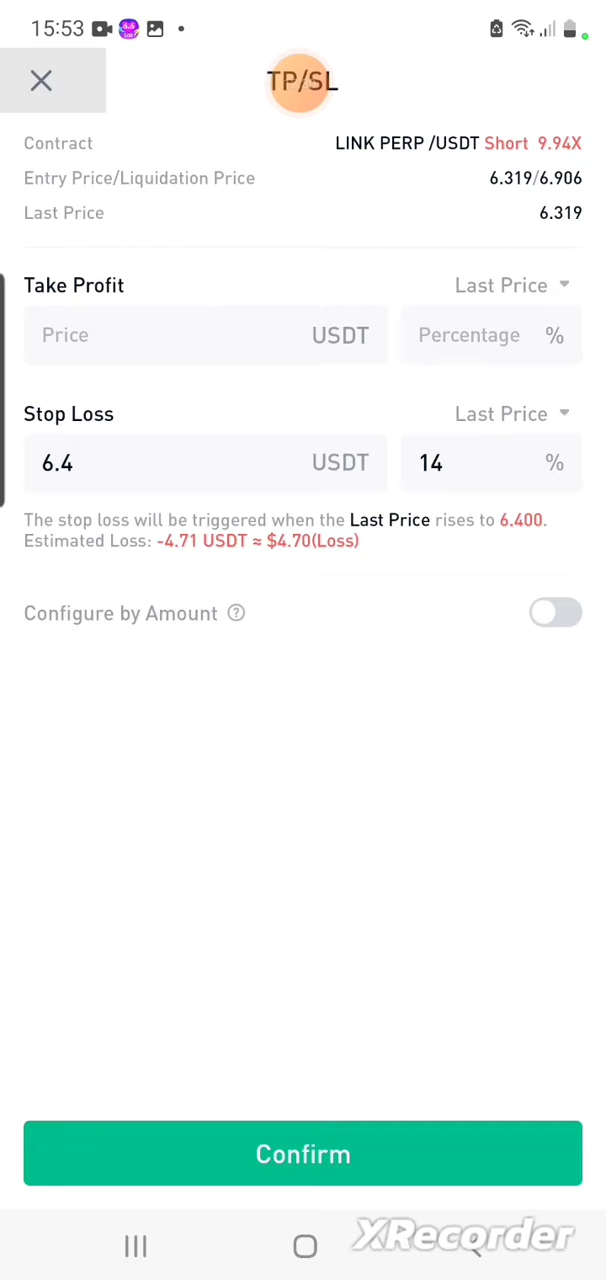 15:53
TP/SL
Contract LINK PERP /USDT Short 9.94X
Entry Price/Liquidation Price 6.319/6.906
Last Price 6.319
Take Profit Last Price
Price USDT Percentage %
Stop Loss Last Price
6.4 USDT 14 %
The stop loss will be triggered when the Last Price rises to 6.400.
Estimated Loss: -4.71 USDT ≈ $4.70(Loss)
Configure by Amount ?
Confirm
XRecorder